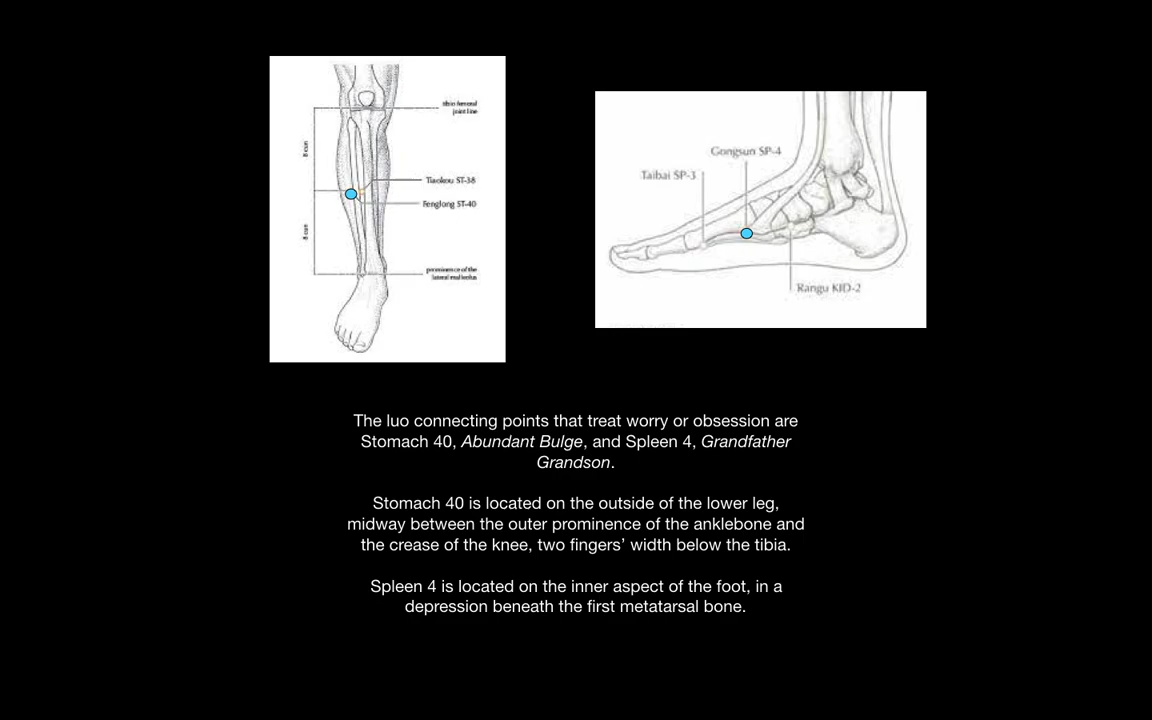 tibio femoral
joint line
8 cun
Tiaokou ST-38
Fenglong ST-40
8 cun
prominence of the
lateral malleolus
Gongsun SP-4
Taibai SP-3
Rangu KID-2
The luo connecting points that treat worry or obsession are
Stomach 40, Abundant Bulge, and Spleen 4, Grandfather
Grandson.
Stomach 40 is located on the outside of the lower leg,
midway between the outer prominence of the anklebone and
the crease of the knee, two fingers’ width below the tibia.
Spleen 4 is located on the inner aspect of the foot, in a
depression beneath the first metatarsal bone.